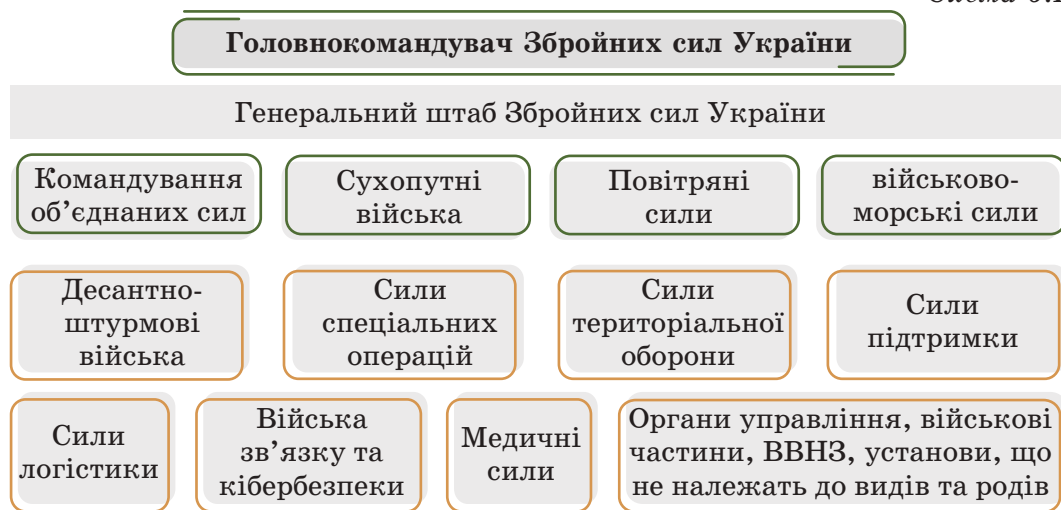 Головнокомандувач Збройних сил України
Генеральний штаб Збройних сил України
Командування
об’єднаних сил
Сухопутні
війська
Повітряні
сили
військово-
морські сили
Десантно-
штурмові
війська
Сили
спеціальних
операцій
Сили
територіальної
оборони
Сили
підтримки
Сили
логістики
Війська
зв’язку та
кібербезпеки
Медичні
сили
Органи управління, військові
частини, ВВНЗ, установи, що
не належать до видів та родів